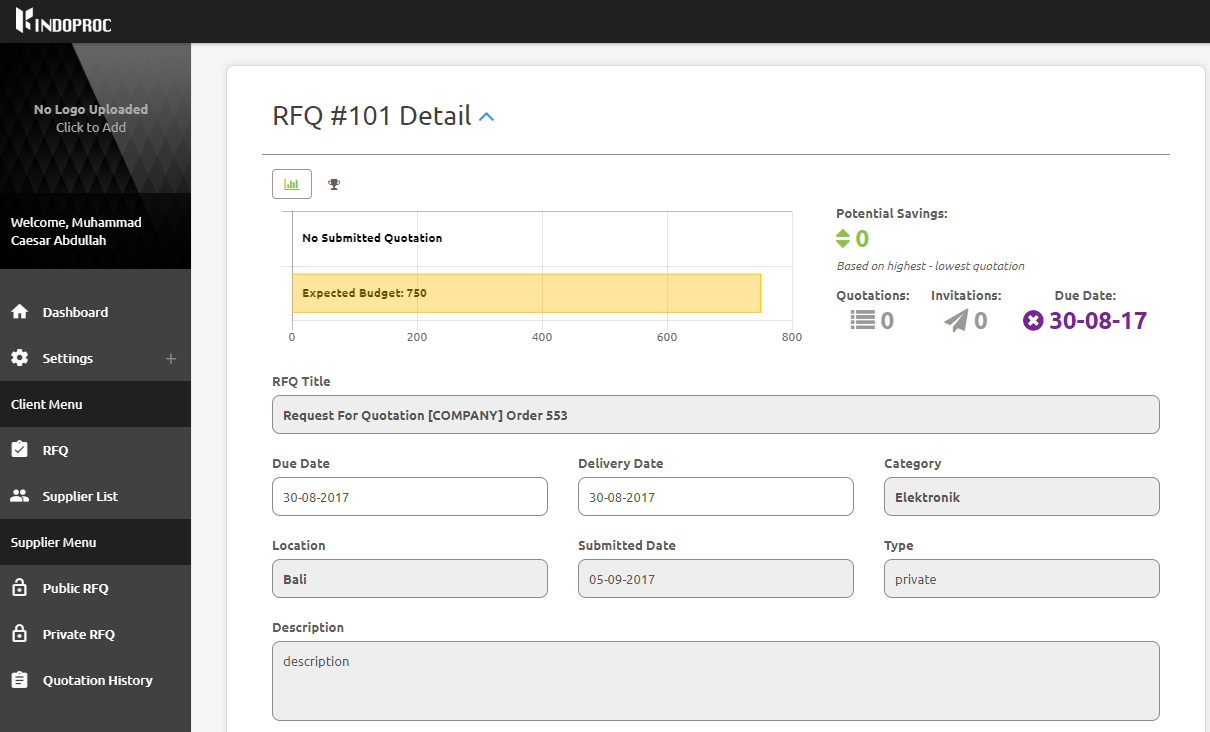 INDOPROC
No Logo Uploaded
Click to Add
Welcome, Muhammad
Caesar Abdullah
Dashboard
Settings +
Client Menu
RFQ
Supplier List
Supplier Menu
Public RFQ
Private RFQ
Quotation History
RFQ #101 Detail
No Submitted Quotation
Expected Budget: 750
0 200 400 600 800
Potential Savings:
0
Based on highest - lowest quotation
Quotations: Invitations: Due Date:
0 0 30-08-17
RFQ Title
Request For Quotation [COMPANY] Order 553
Due Date Delivery Date Category
30-08-2017 30-08-2017 Elektronik
Location Submitted Date Type
Bali 05-09-2017 private
Description
description